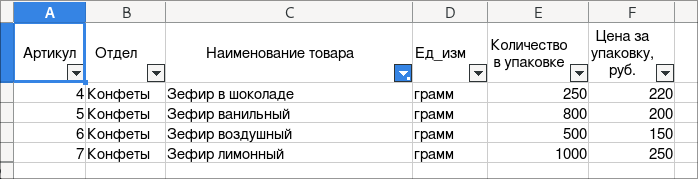 A B C D E F
Артикул Отдел Наименование товара Ед_изм Количество в упаковке Цена за упаковку, руб.
4 Конфеты Зефир в шоколаде грамм 250 220
5 Конфеты Зефир ванильный грамм 800 200
6 Конфеты Зефир воздушный грамм 500 150
7 Конфеты Зефир лимонный грамм 1000 250